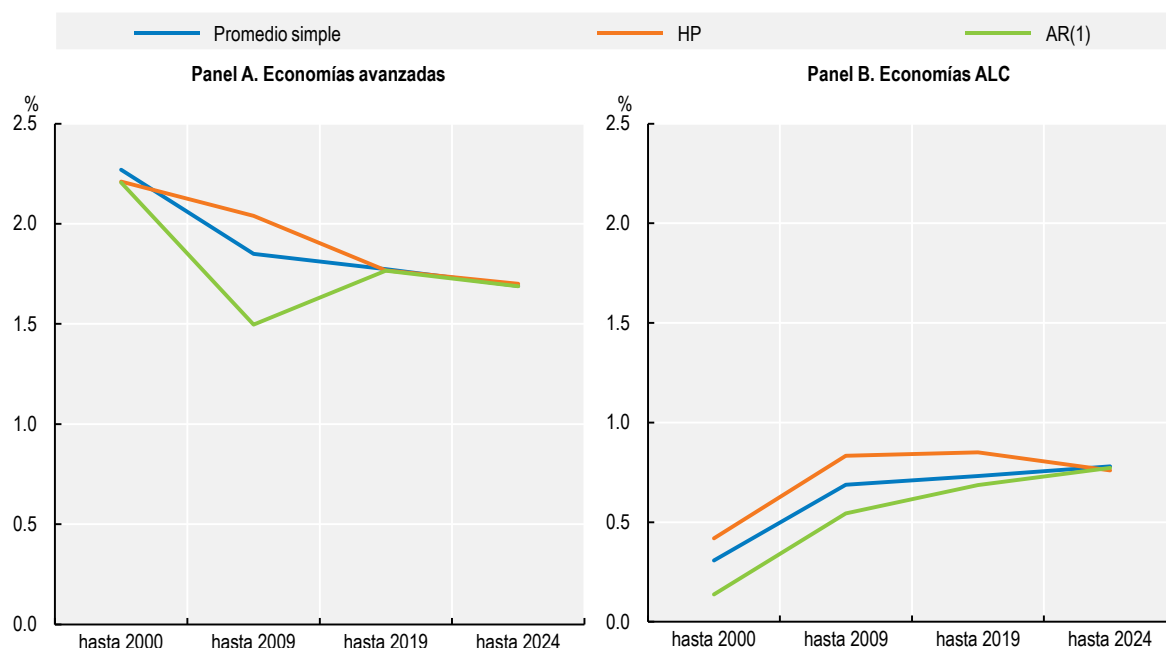 Promedio simple
HP
AR(1)
Panel A. Economías avanzadas
%
2.5
2.0
1.5
1.0
0.5
0.0
hasta 2000
hasta 2009
hasta 2019
hasta 2024
Panel B. Economías ALC
%
2.5
2.0
1.5
1.0
0.5
0.0
hasta 2000
hasta 2009
hasta 2019
hasta 2024